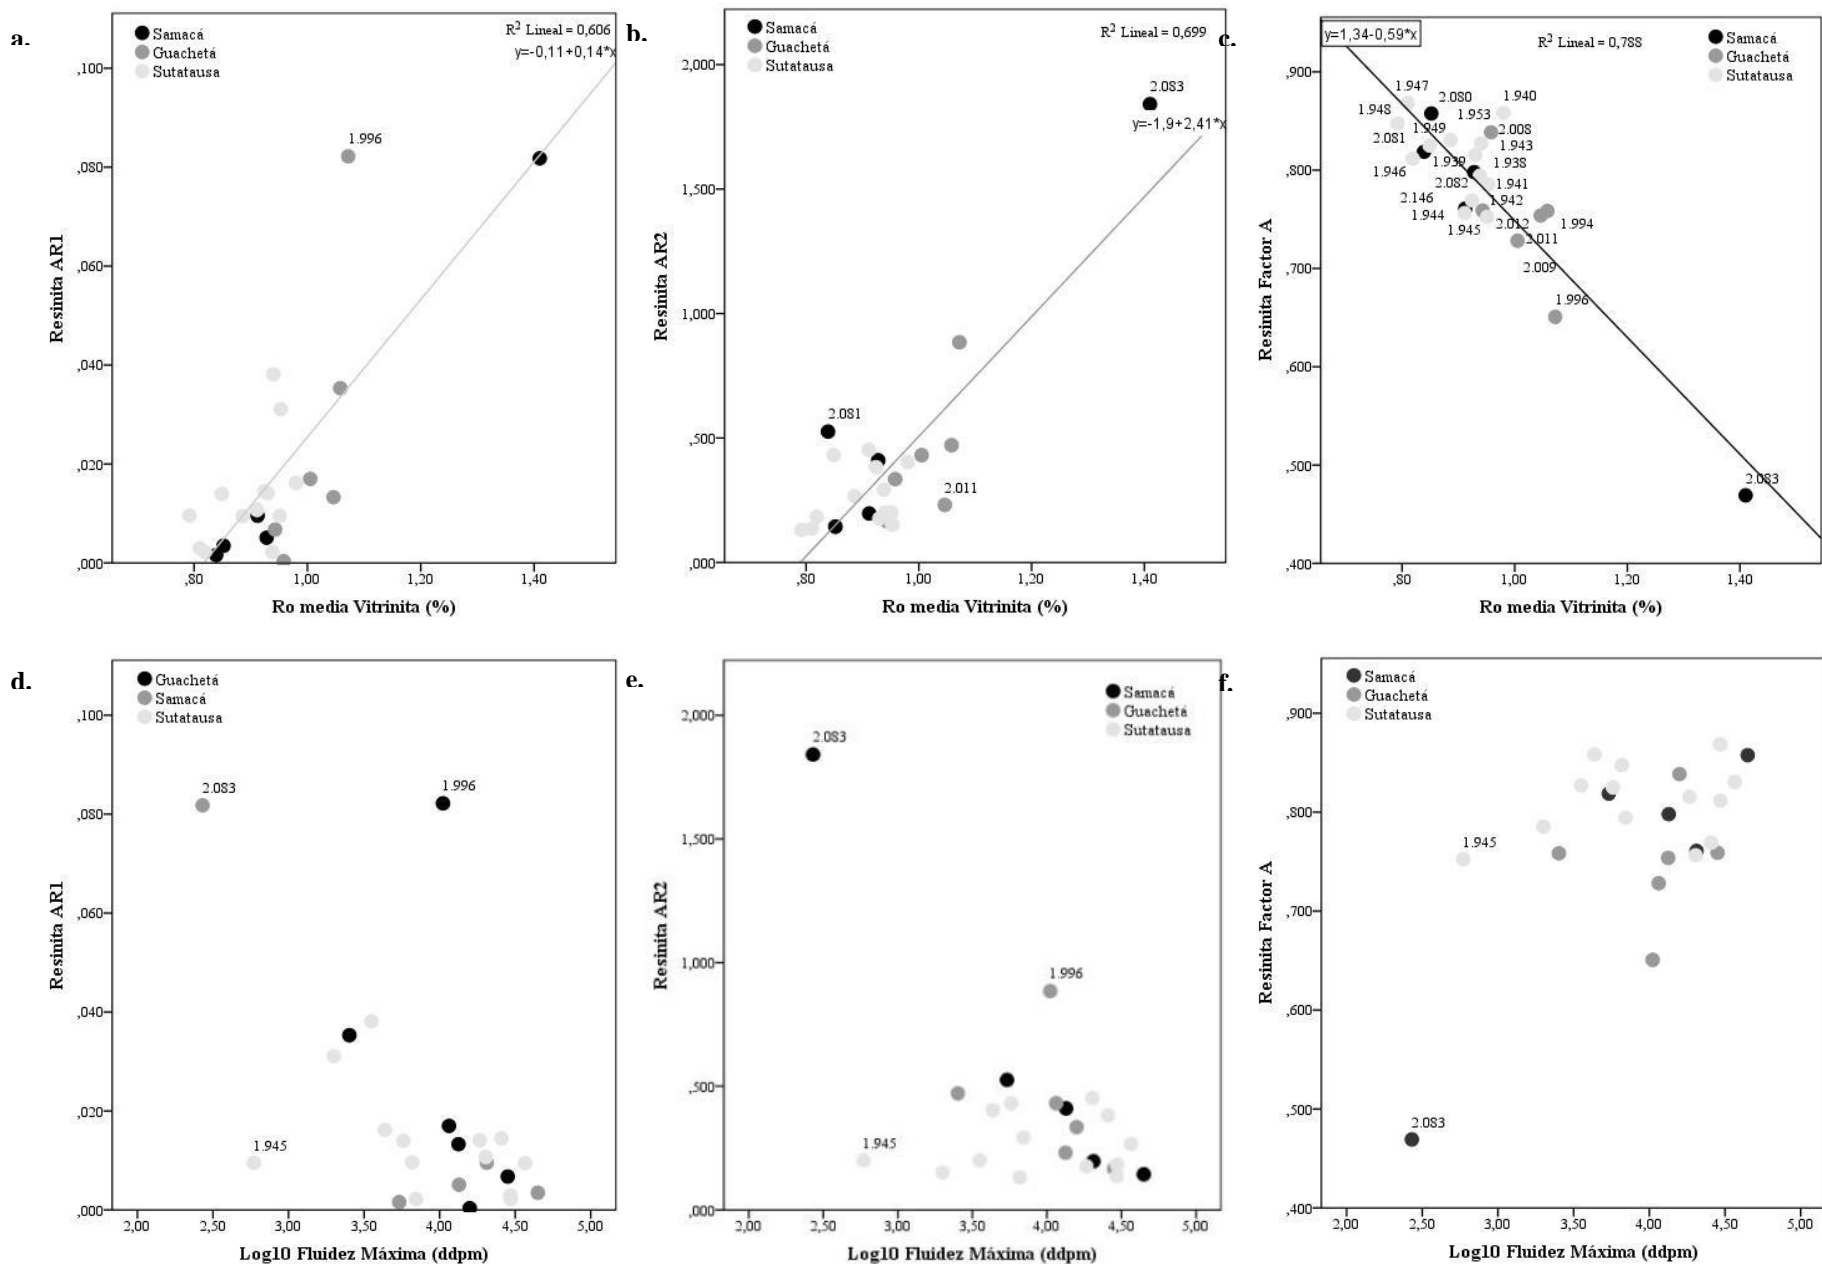 a.
Samacá
Guachetá
Sutatausa
R² Lineal = 0,606
y=-0,11+0,14*x
1.996
,100
,080
,060
,040
,020
,000
Resinita AR1
,80
1,00
1,20
1,40
Ro media Vitrinita (%)
b.
Samacá
Guachetá
Sutatausa
R² Lineal = 0,699
2.083
y=-1,9+2,41*x
2.081
2.011
2,000
1,500
1,000
,500
,000
Resinita AR2
,80
1,00
1,20
1,40
Ro media Vitrinita (%)
c.
y=1,34-0,59*x
R² Lineal = 0,788
Samacá
Guachetá
Sutatausa
1.947
2.080
1.940
1.948
1.953
1.949
2.008
2.081
1.943
1.939
1.938
1.946
2.082
1.941
2.146
1.942
1.944
1.945
2.012
1.994
2.011
2.009
1.996
2.083
,900
,800
,700
,600
,500
,400
Resinita Factor A
,80
1,00
1,20
1,40
Ro media Vitrinita (%)
d.
Guachetá
Samacá
Sutatausa
2.083
1.996
1.945
,100
,080
,060
,040
,020
,000
Resinita AR1
2,00
2,50
3,00
3,50
4,00
4,50
5,00
Log10 Fluidez Máxima (ddpm)
e.
Samacá
Guachetá
Sutatausa
2.083
1.996
1.945
2,000
1,500
1,000
,500
,000
Resinita AR2
2,00
2,50
3,00
3,50
4,00
4,50
5,00
Log10 Fluidez Máxima (ddpm)
f.
Samacá
Guachetá
Sutatausa
1.945
2.083
,900
,800
,700
,600
,500
,400
Resinita Factor A
2,00
2,50
3,00
3,50
4,00
4,50
5,00
Log10 Fluidez Máxima (ddpm)